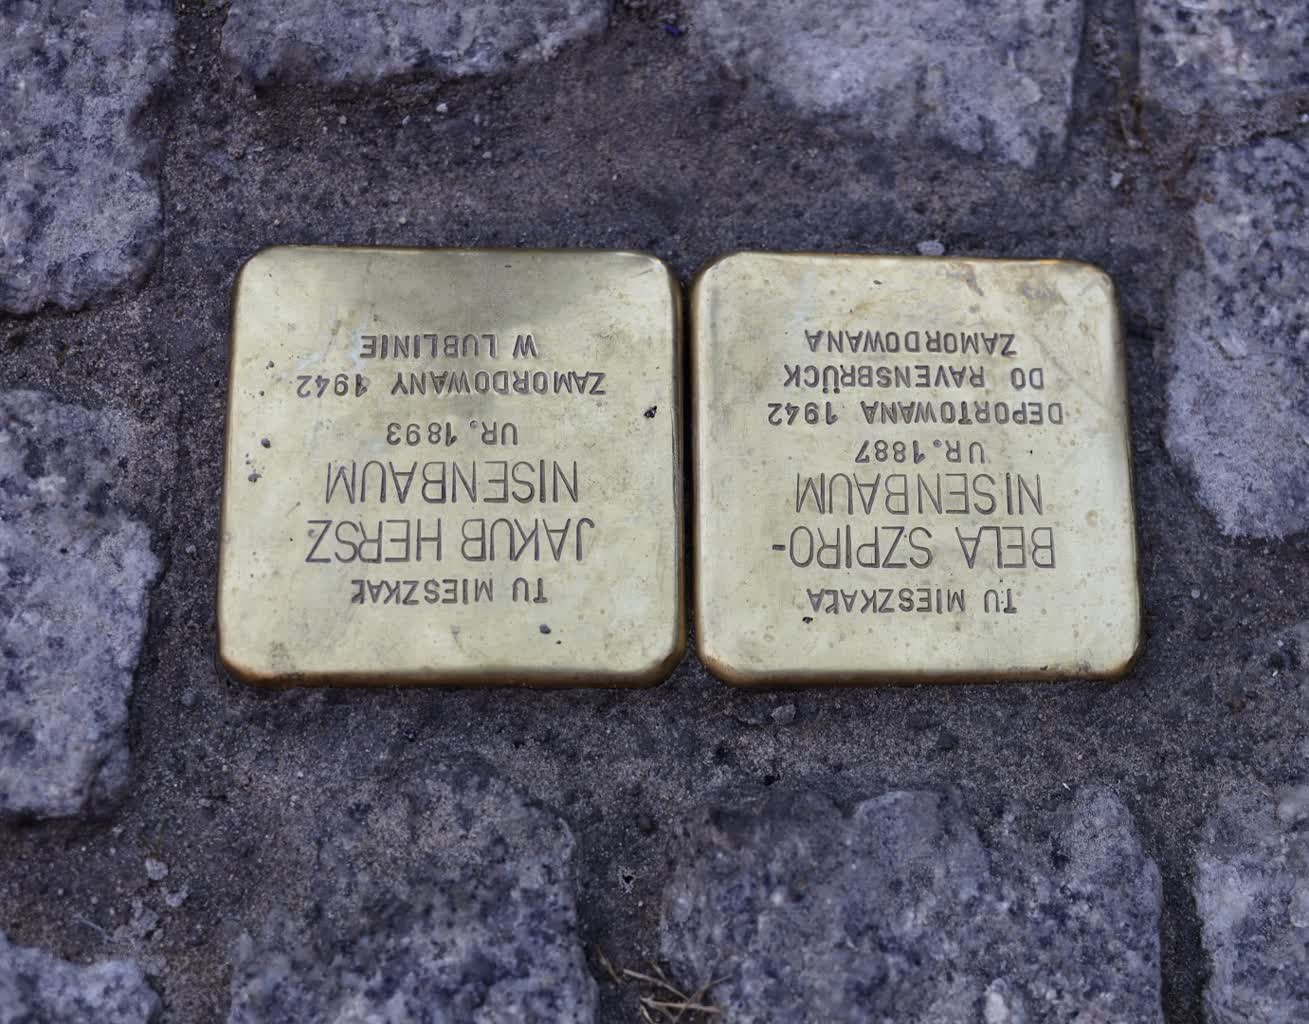 TU MIESZKAŁA
BELA SZPIRO-
NISENBAUM
UR. 1887
DEPORTOWANA 1942
DO RAVENSBRÜCK
ZAMORDOWANA
TU MIESZKAŁ
JAKUB HERSZ
NISENBAUM
UR. 1893
ZAMORDOWANY 1942
W LUBLINIE